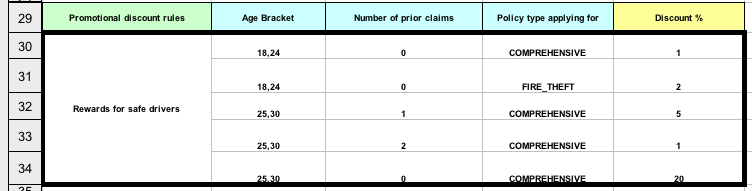 29 Promotional discount rules Age Bracket Number of prior claims Policy type applying for Discount %
30 18,24 0 COMPREHENSIVE 1
31 18,24 0 FIRE_THEFT 2
Rewards for safe drivers
32 25,30 1 COMPREHENSIVE 5
33 25,30 2 COMPREHENSIVE 1
34 25,30 0 COMPREHENSIVE 20
35